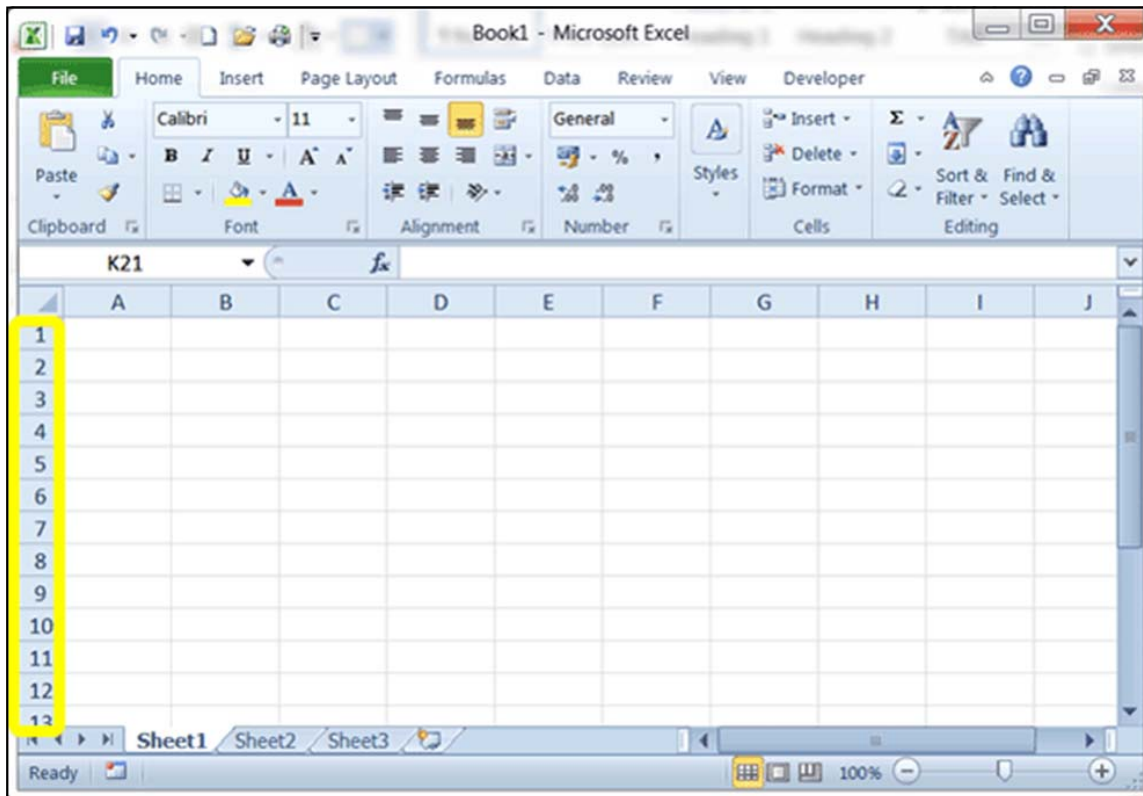 Book1 - Microsoft Excel
File Home Insert Page Layout Formulas Data Review View Developer
Calibri 11 General Insert
B I U A A % , Delete
Paste Styles Format Sort & Find &
Filter Select
Clipboard Font Alignment Number Cells Editing
K21 fx
A B C D E F G H I J
1
2
3
4
5
6
7
8
9
10
11
12
13
Sheet1 Sheet2 Sheet3
Ready 100%